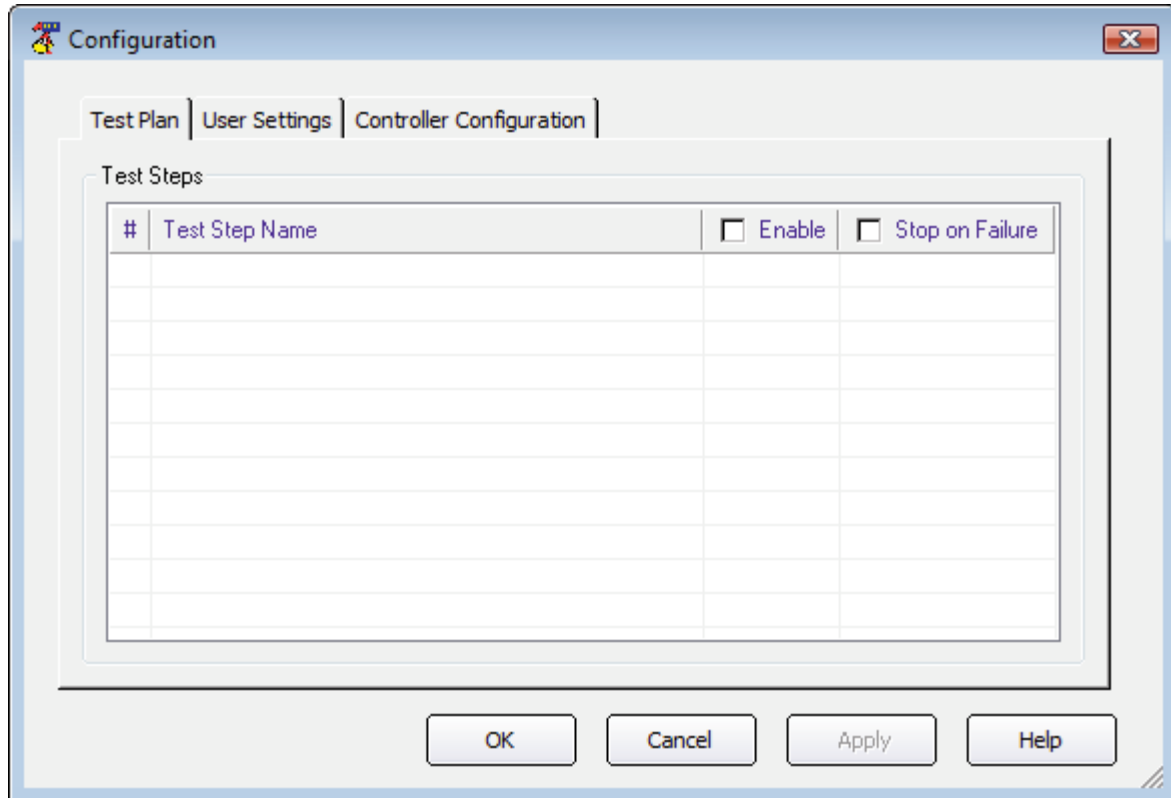 Configuration
Test Plan User Settings Controller Configuration
Test Steps
# Test Step Name Enable Stop on Failure
OK Cancel Apply Help